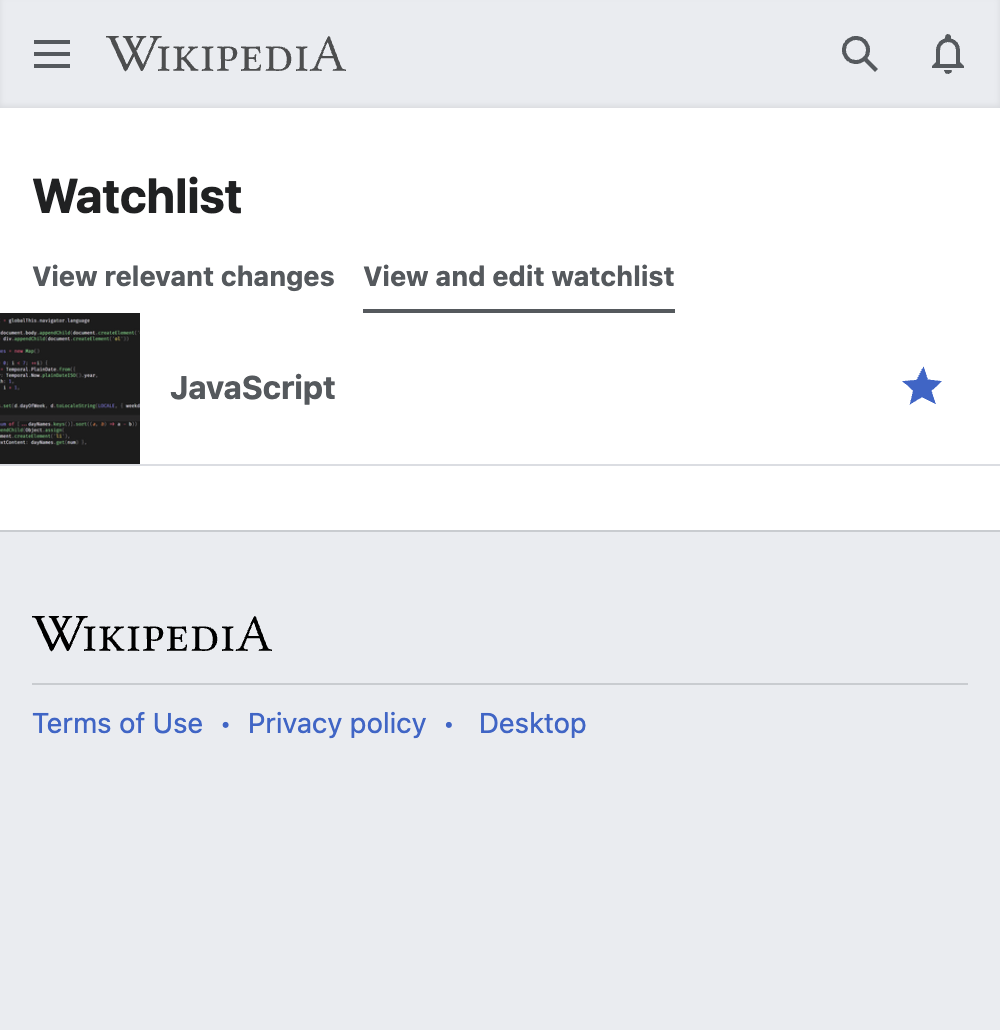 WIKIPEDIA
Watchlist
View relevant changes View and edit watchlist
JavaScript
WIKIPEDIA
Terms of Use • Privacy policy • Desktop